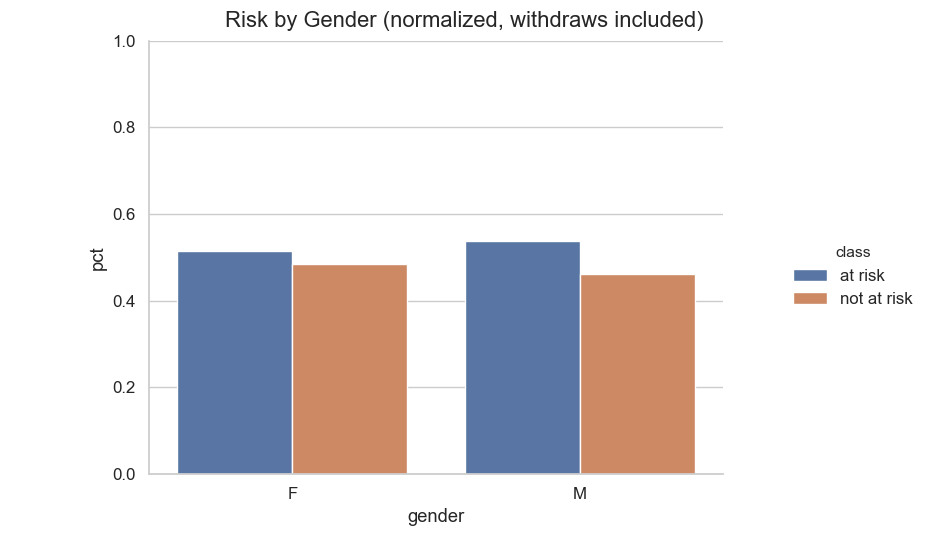 Risk by Gender (normalized, withdraws included)
1.0
0.8
0.6
0.4
0.2
0.0
pct
F
M
gender
class
at risk
not at risk